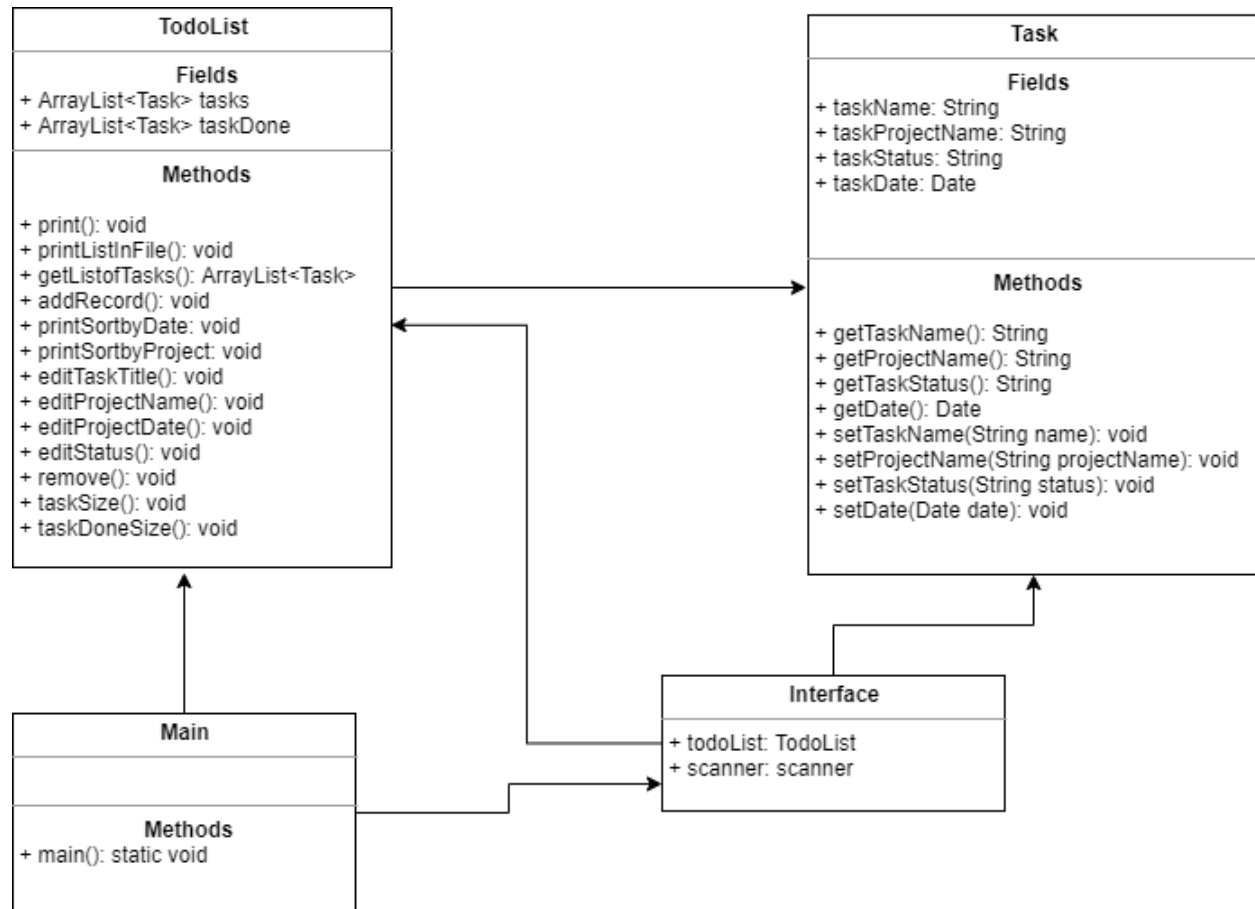 TodoList
Fields
+ ArrayList<Task> tasks
+ ArrayList<Task> taskDone
Methods
+ print(): void
+ printListInFile(): void
+ getListofTasks(): ArrayList<Task>
+ addRecord(): void
+ printSortbyDate: void
+ printSortbyProject: void
+ editTaskTitle(): void
+ editProjectName(): void
+ editProjectDate(): void
+ editStatus(): void
+ remove(): void
+ taskSize(): void
+ taskDoneSize(): void
Task
Fields
+ taskName: String
+ taskProjectName: String
+ taskStatus: String
+ taskDate: Date
Methods
+ getTaskName(): String
+ getProjectName(): String
+ getTaskStatus(): String
+ getDate(): Date
+ setTaskName(String name): void
+ setProjectName(String projectName): void
+ setTaskStatus(String status): void
+ setDate(Date date): void
Main
Methods
+ main(): static void
Interface
+ todoList: TodoList
+ scanner: scanner